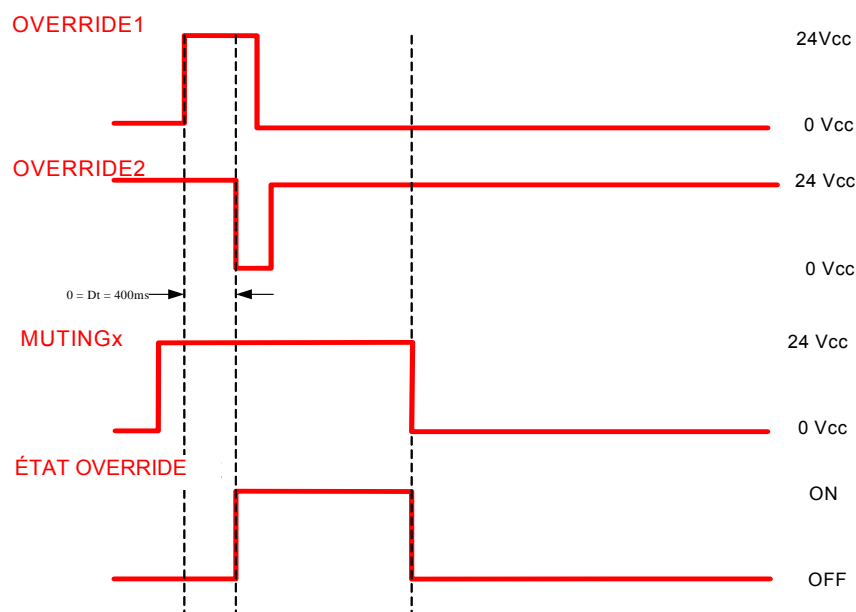 OVERRIDE1
24Vcc
0 Vcc
OVERRIDE2
24 Vcc
0 Vcc
0 = Dt = 400ms
MUTINGx
24 Vcc
0 Vcc
ÉTAT OVERRIDE
ON
OFF